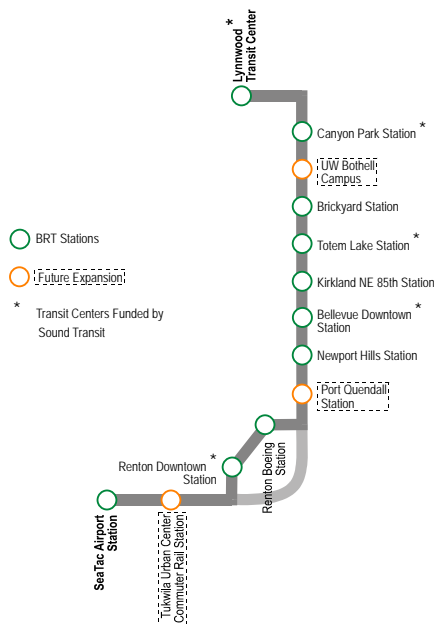 *
Lynnwood
Transit Center
Canyon Park Station *
UW Bothell
Campus
Brickyard Station
BRT Stations
Totem Lake Station *
Future Expansion
Kirkland NE 85th Station
* Transit Centers Funded by
Sound Transit
Bellevue Downtown *
Station
Newport Hills Station
Port Quendall
Station
Renton Boeing
Station
Renton Downtown *
Station
SeaTac Airport
Station
Tukwila Urban Center
Commuter Rail Station